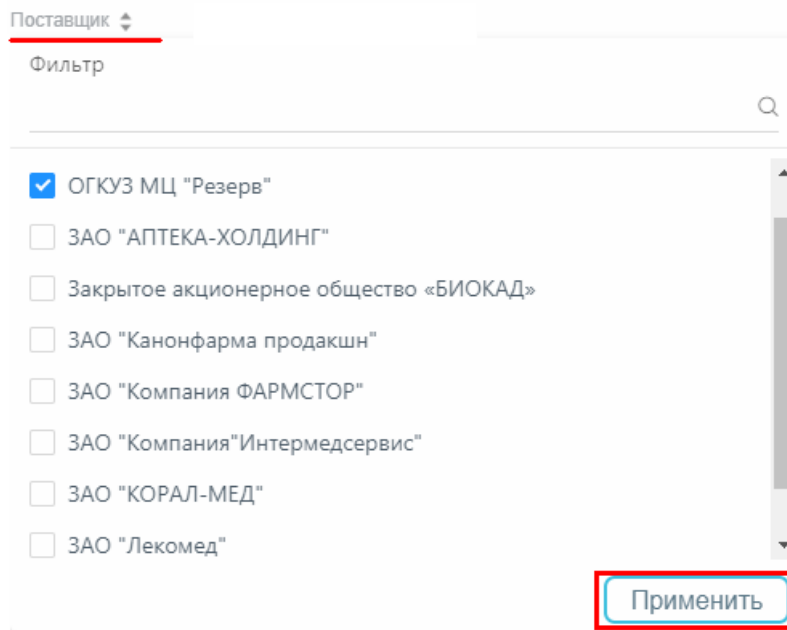 Поставщик
Фильтр
ОГКУЗ МЦ "Резерв"
ЗАО "АПТЕКА-ХОЛДИНГ"
Закрытое акционерное общество «БИОКАД»
ЗАО "Канонфарма продакшн"
ЗАО "Компания ФАРМСТОР"
ЗАО "Компания"Интермедсервис"
ЗАО "КОРАЛ-МЕД"
ЗАО "Лекомед"
Применить